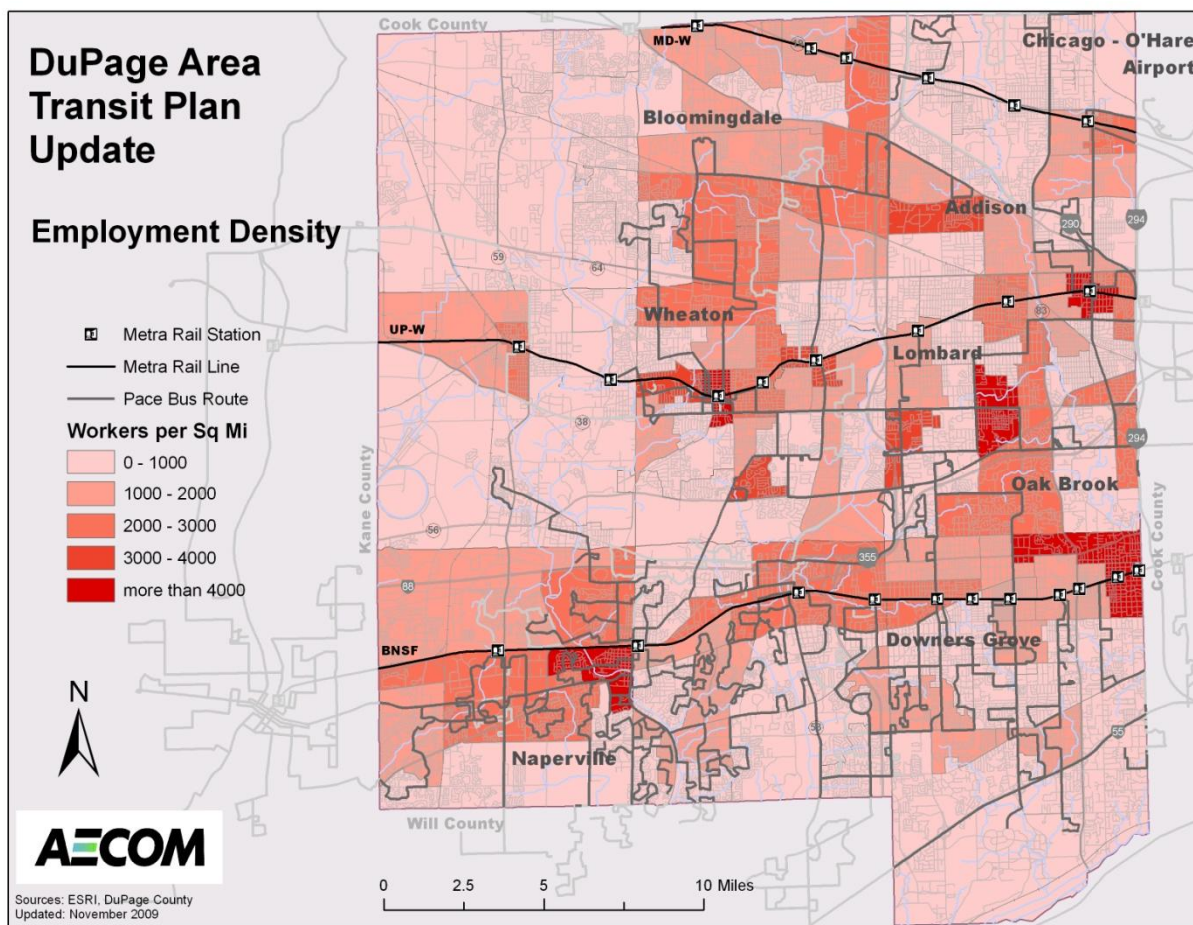 DuPage Area
Transit Plan
Update
Employment Density
Metra Rail Station
Metra Rail Line
Pace Bus Route
Workers per Sq Mi
0 - 1000
1000 - 2000
2000 - 3000
3000 - 4000
more than 4000
N
AECOM
Sources: ESRI, DuPage County
Updated: November 2009
0 2.5 5 10 Miles
Cook County
MD-W
Chicago - O'Hare
Airport
Bloomingdale
Addison
290
294
59
64
UP-W
Wheaton
83
Lombard
38
294
Kane County
Oak Brook
56
355
Cook County
88
BNSF
Downers Grove
Naperville
55
Will County